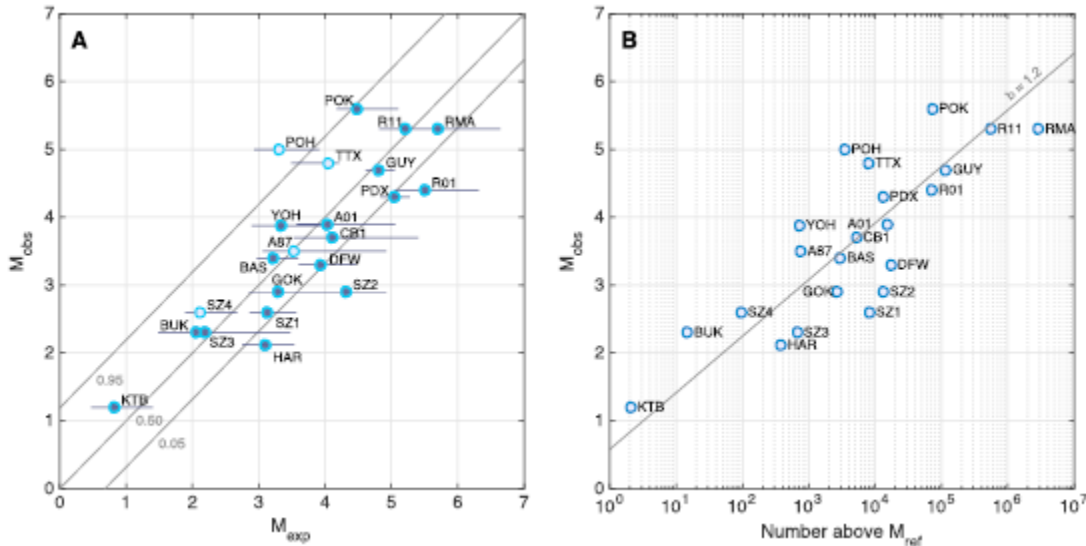 A
7
6
5
4
3
2
1
0
M_obs
POK
R11
RMA
POH
TTX
GUY
PDX
R01
YOH
A01
A87
CB1
BAS
DFW
GOK
SZ2
SZ4
SZ1
BUK
SZ3
HAR
KTB
0.95
0.50
0.05
0 1 2 3 4 5 6 7
M_exp
B
7
6
5
4
3
2
1
0
M_obs
b = 1.2
POK
R11
RMA
POH
TTX
GUY
R01
PDX
YOH
A01
CB1
A87
BAS
DFW
GOK
SZ2
SZ4
SZ1
BUK
SZ3
HAR
KTB
10^0 10^1 10^2 10^3 10^4 10^5 10^6 10^7
Number above M_ref